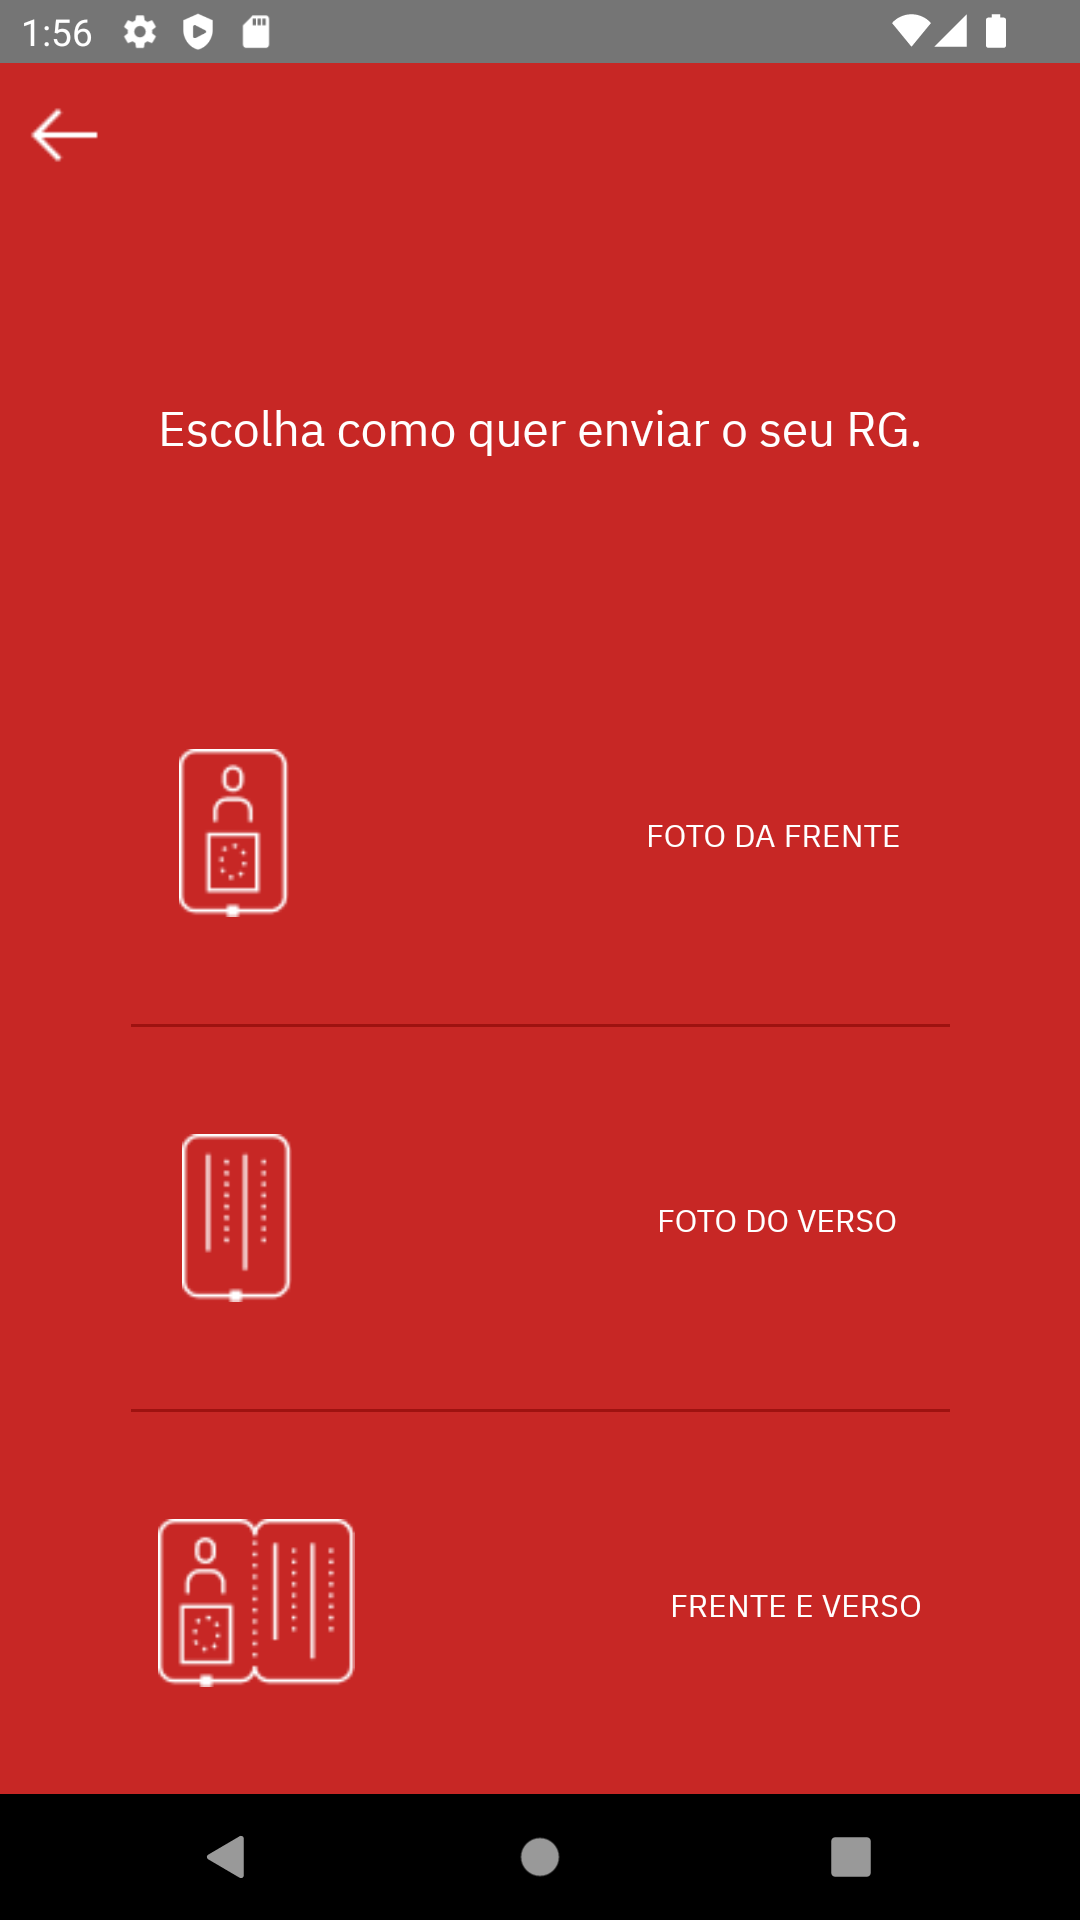 1:56
Escolha como quer enviar o seu RG.
FOTO DA FRENTE
FOTO DO VERSO
FRENTE E VERSO